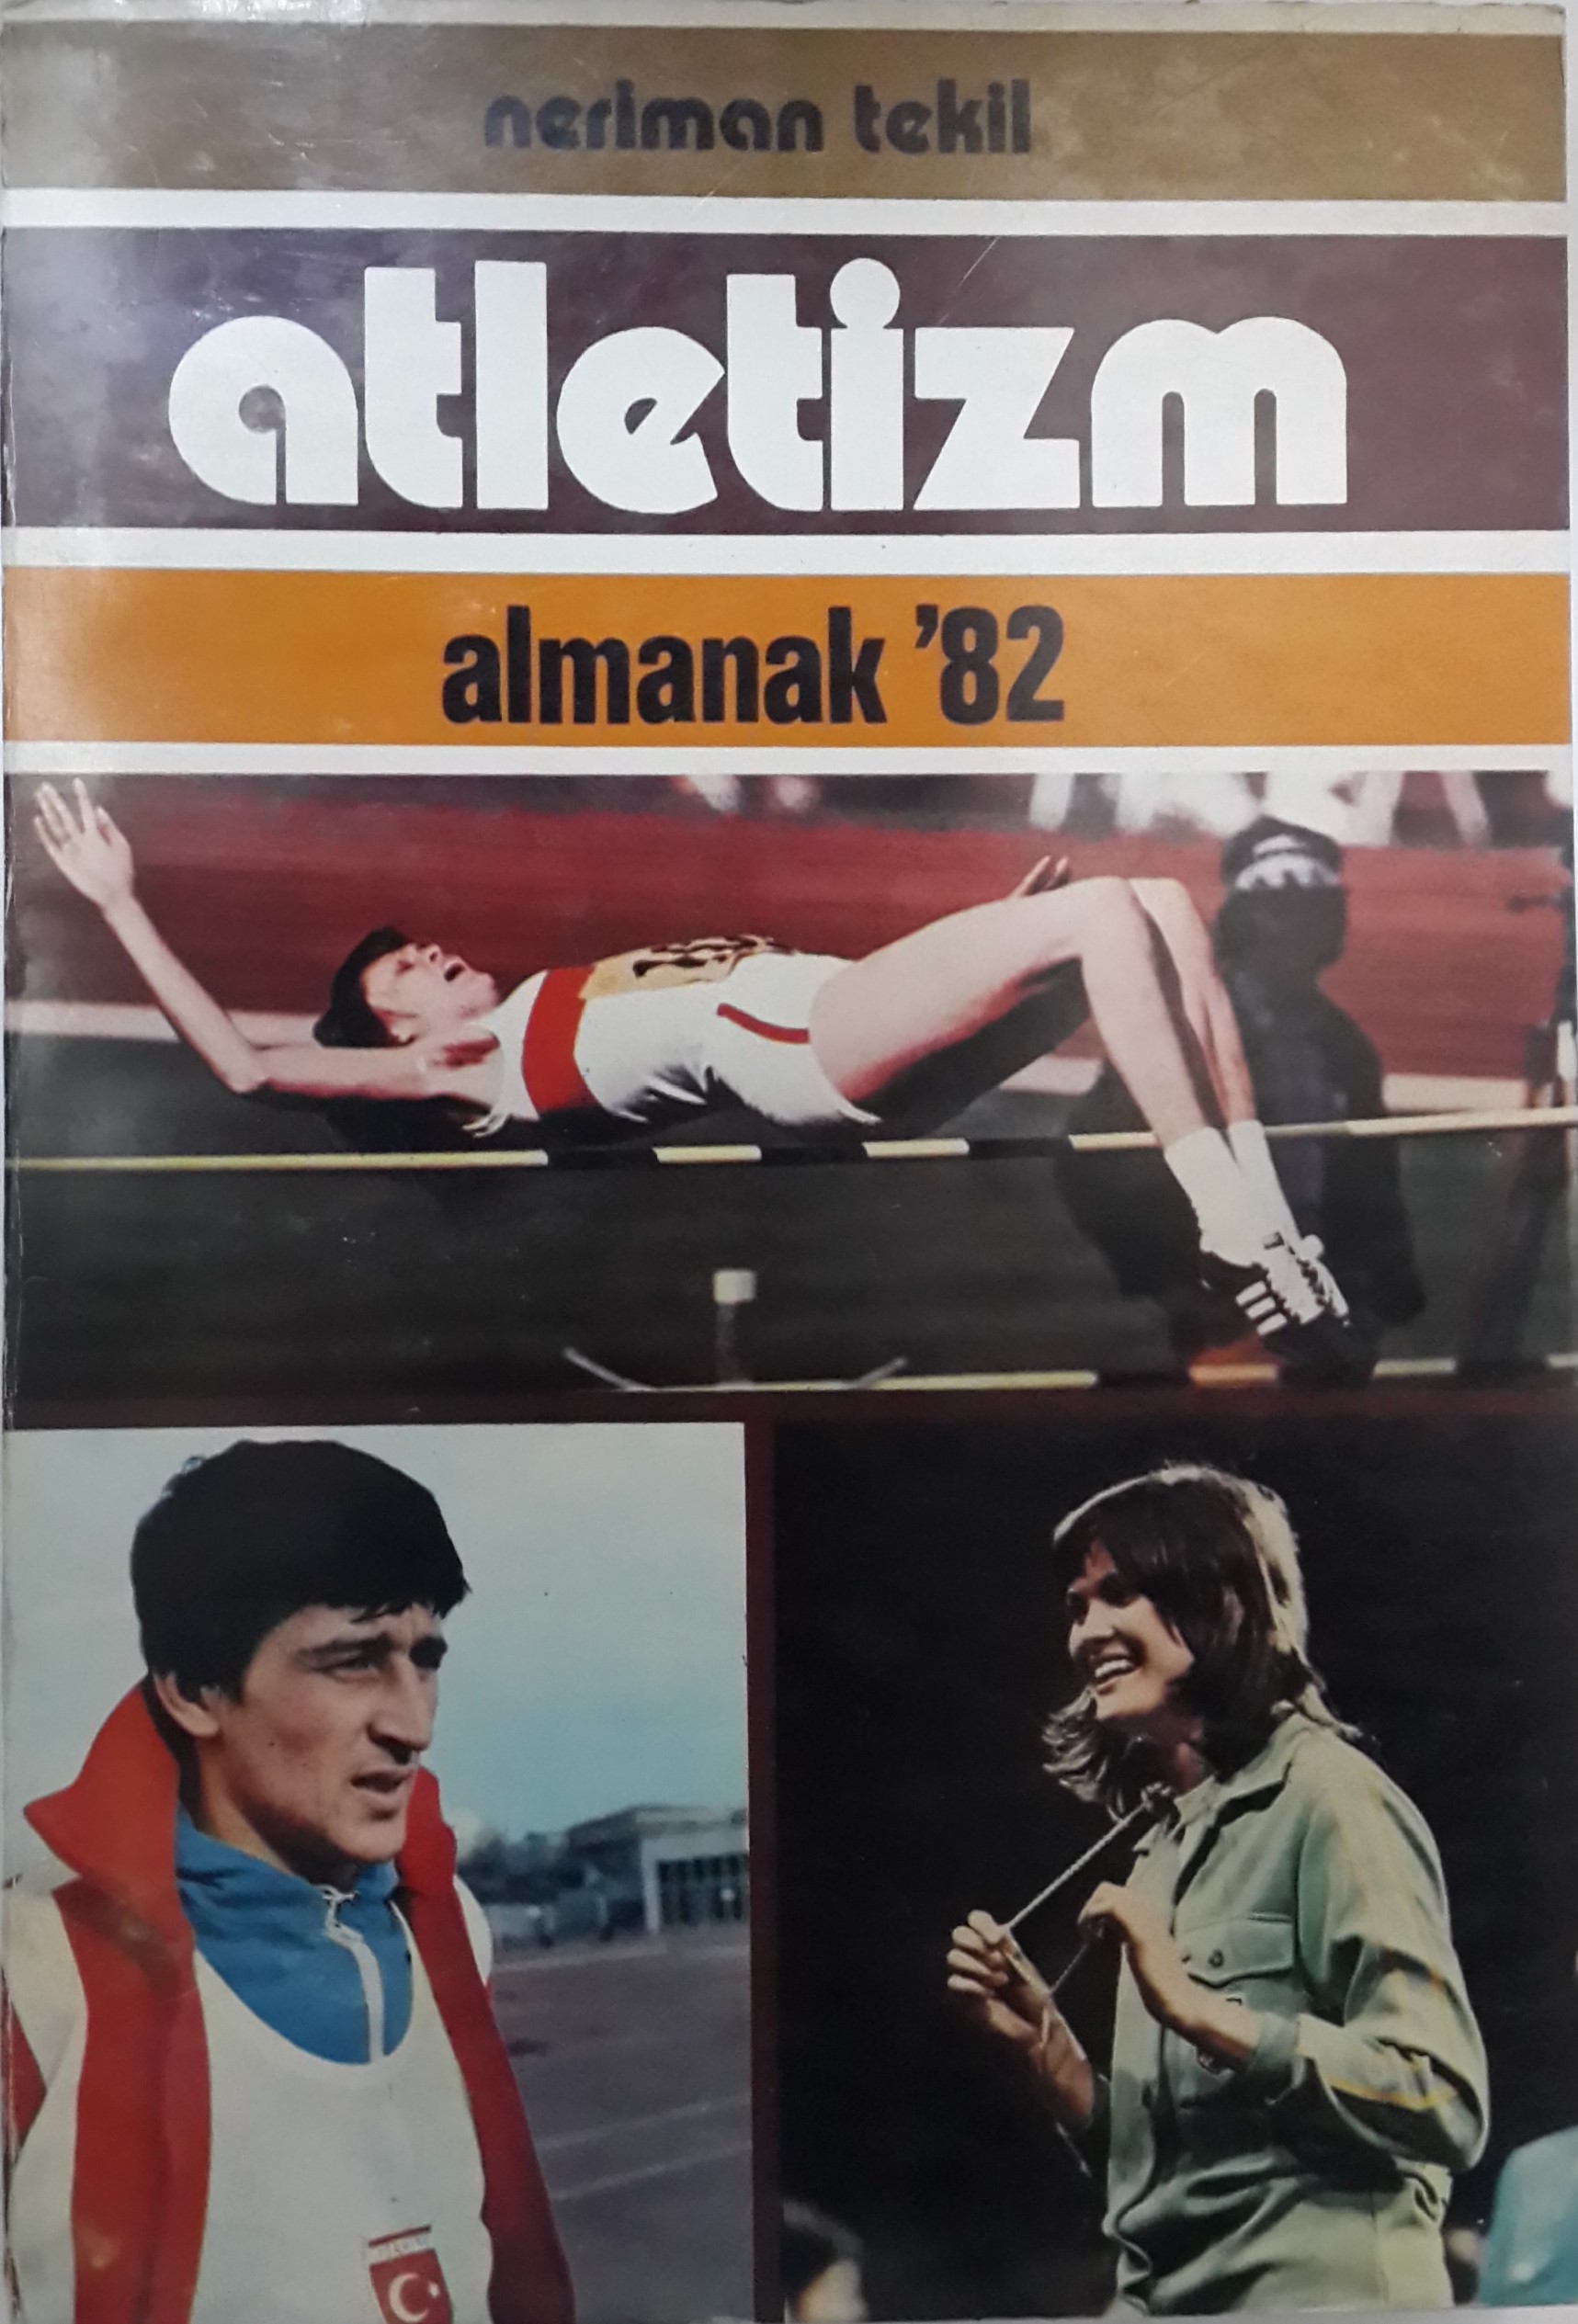 neriman tekil
atletizm
almanak '82